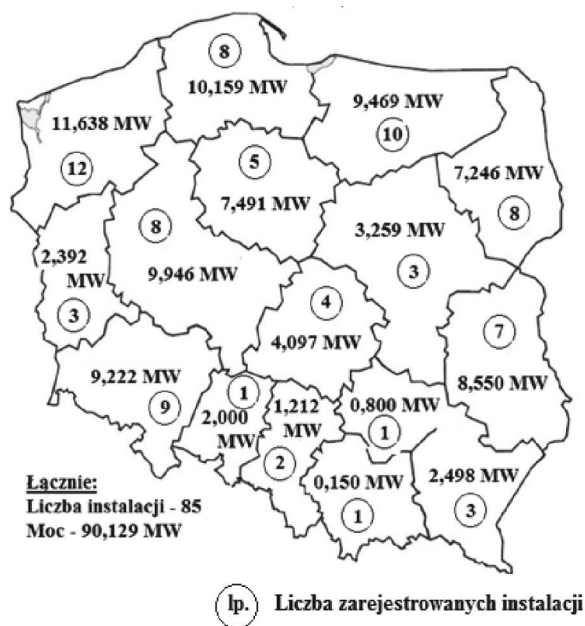 8
10,159 MW
9,469 MW
10
11,638 MW
12
5
7,491 MW
7,246 MW
8
8
9,946 MW
3,259 MW
3
2,392
MW
3
4
4,097 MW
7
8,550 MW
9,222 MW
9
1
2,000
MW
1,212
MW
2
0,800 MW
1
0,150 MW
1
2,498 MW
3
Łącznie:
Liczba instalacji - 85
Moc - 90,129 MW
lp. Liczba zarejestrowanych instalacji